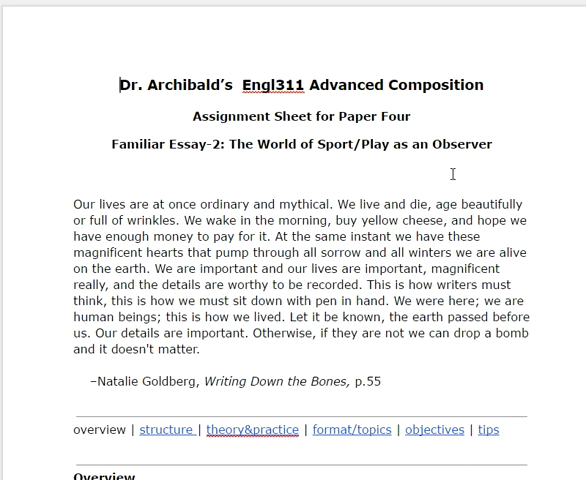 Dr. Archibald’s  Engl311 Advanced Composition
Assignment Sheet for Paper Four
Familiar Essay-2: The World of Sport/Play as an Observer
Our lives are at once ordinary and mythical. We live and die, age beautifully
or full of wrinkles. We wake in the morning, buy yellow cheese, and hope we
have enough money to pay for it. At the same instant we have these
magnificent hearts that pump through all sorrow and all winters we are alive
on the earth. We are important and our lives are important, magnificent
really, and the details are worthy to be recorded. This is how writers must
think, this is how we must sit down with pen in hand. We were here; we are
human beings; this is how we lived. Let it be known, the earth passed before
us. Our details are important. Otherwise, if they are not we can drop a bomb
and it doesn't matter.
–Natalie Goldberg, Writing Down the Bones, p.55
overview | structure | theory&practice | format/topics | objectives | tips
Overview